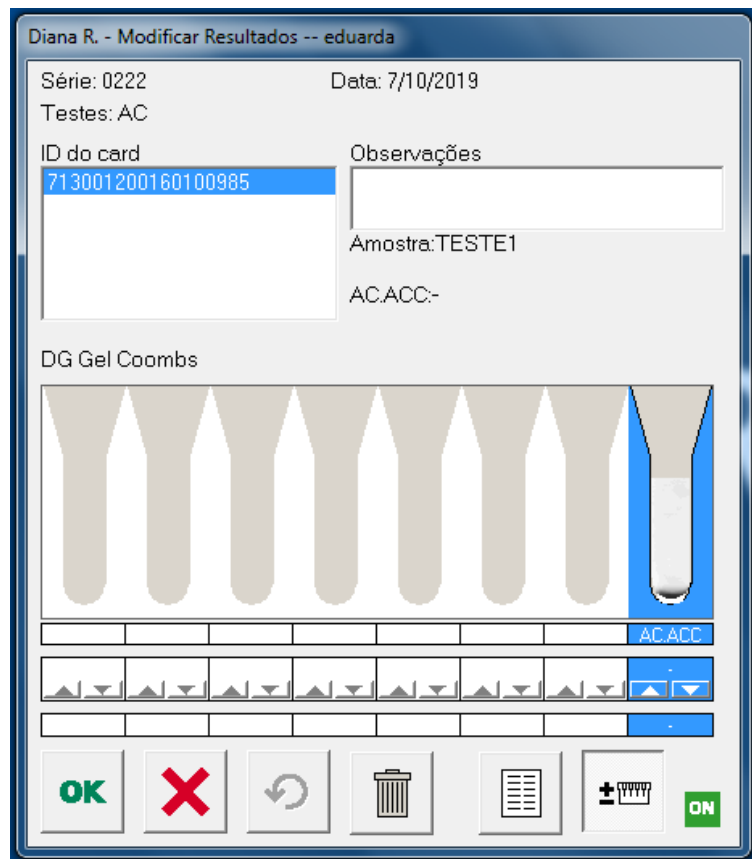 Diana R. - Modificar Resultados -- eduarda
Série: 0222 Data: 7/10/2019
Testes: AC
ID do card Observações
713001200160100985
Amostra:TESTE1
AC.ACC:-
DG Gel Coombs
AC.ACC
-
-
OK ± ON